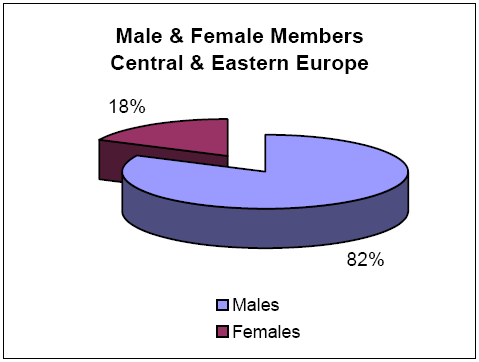 Male & Female Members
Central & Eastern Europe
18%
82%
Males
Females